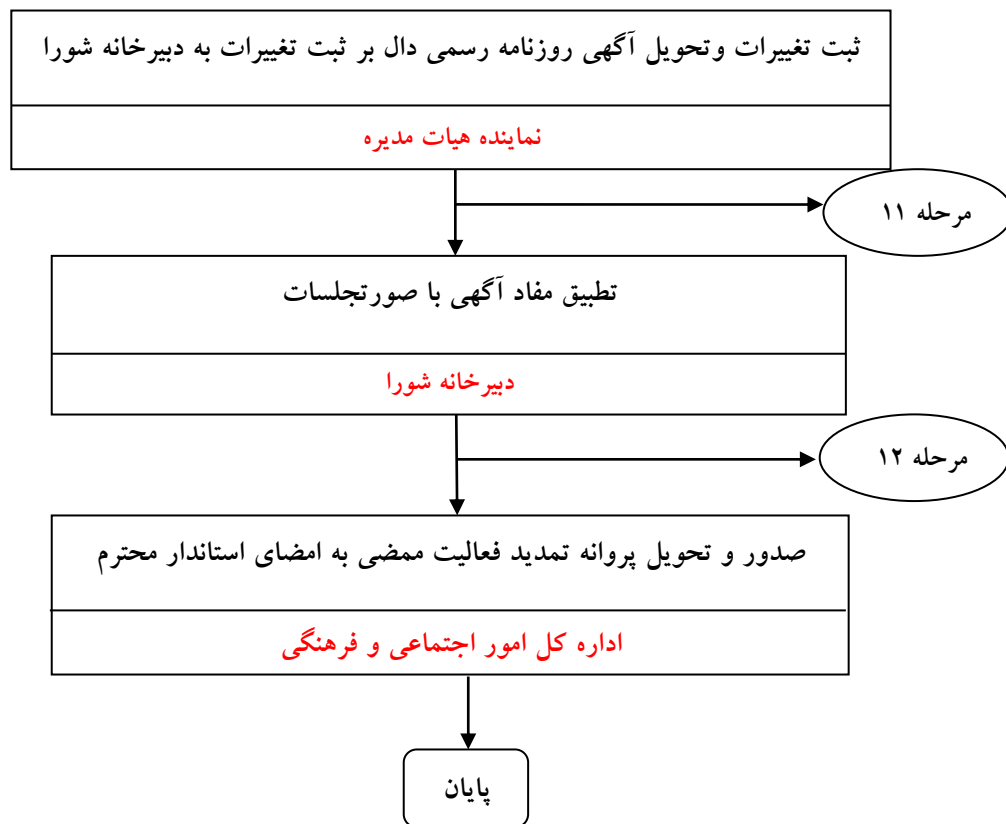 ثبت تغییرات وتحویل آگهی روزنامه رسمی دال بر ثبت تغییرات به دبیرخانه شورا
نماینده هیات مدیره
مرحله ۱۱
تطبیق مفاد آگهی با صورتجلسات
دبیرخانه شورا
مرحله ۱۲
صدور و تحویل پروانه تمدید فعالیت ممضی به امضای استاندار محترم
اداره کل امور اجتماعی و فرهنگی
پایان